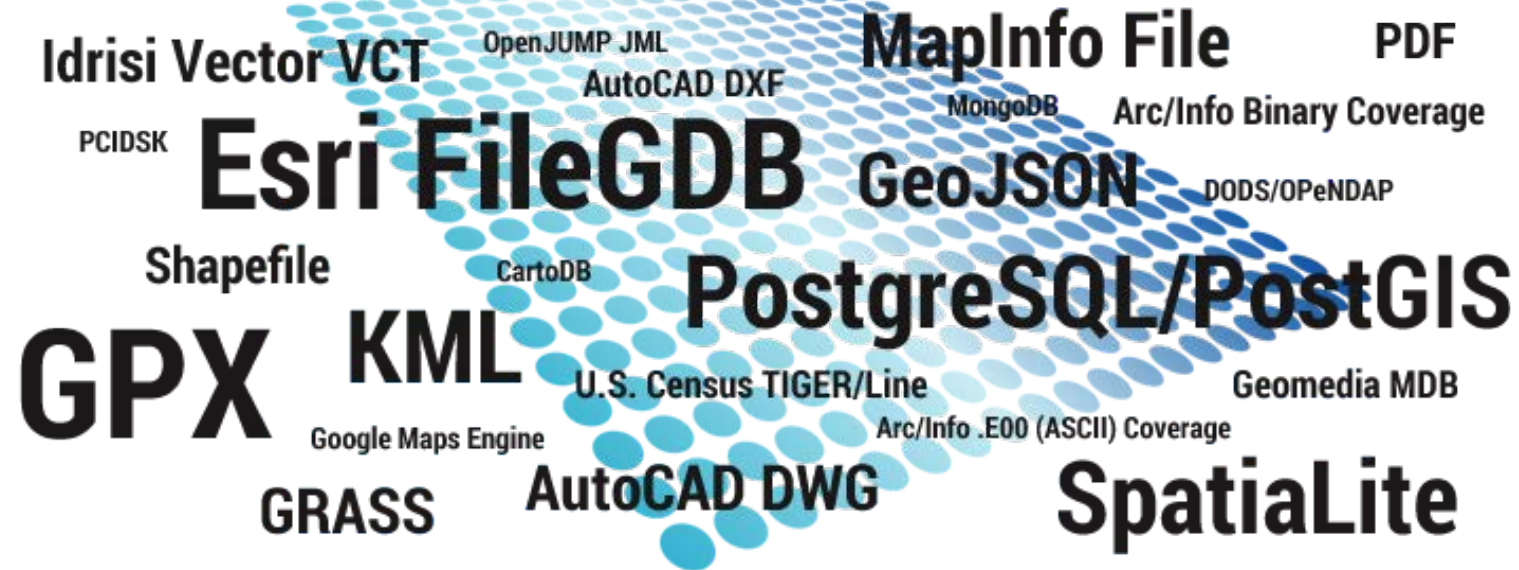 Idrisi Vector VCT
OpenJUMP JML
MapInfo File
PDF
AutoCAD DXF
MongoDB
Arc/Info Binary Coverage
PCIDSK
Esri FileGDB
GeoJSON
DODS/OPeNDAP
Shapefile
CartoDB
PostgreSQL/PostGIS
GPX
KML
U.S. Census TIGER/Line
Geomedia MDB
Google Maps Engine
Arc/Info .E00 (ASCII) Coverage
GRASS
AutoCAD DWG
SpatiaLite